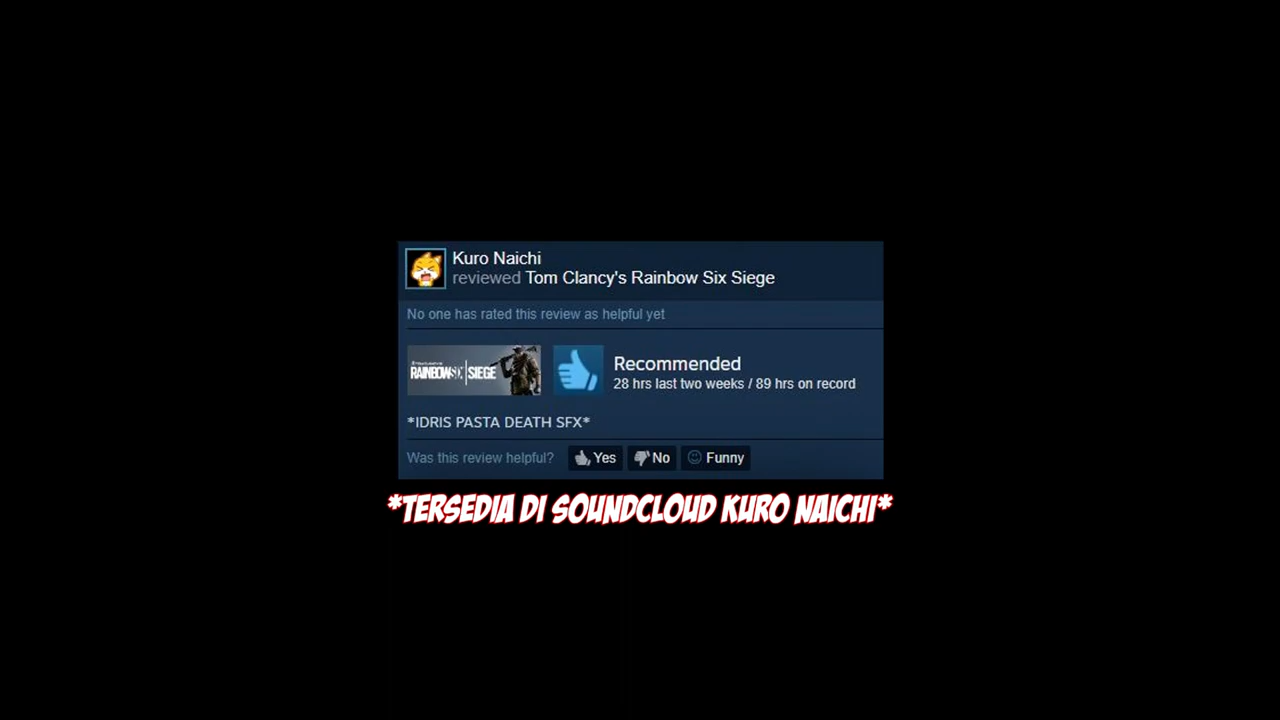 Kuro Naichi
reviewed Tom Clancy's Rainbow Six Siege
No one has rated this review as helpful yet
RAINBOWSIX|SIEGE
Recommended
28 hrs last two weeks / 89 hrs on record
*IDRIS PASTA DEATH SFX*
Was this review helpful? Yes No Funny
*TERSEDIA DI SOUNDCLOUD KURO NAICHI*